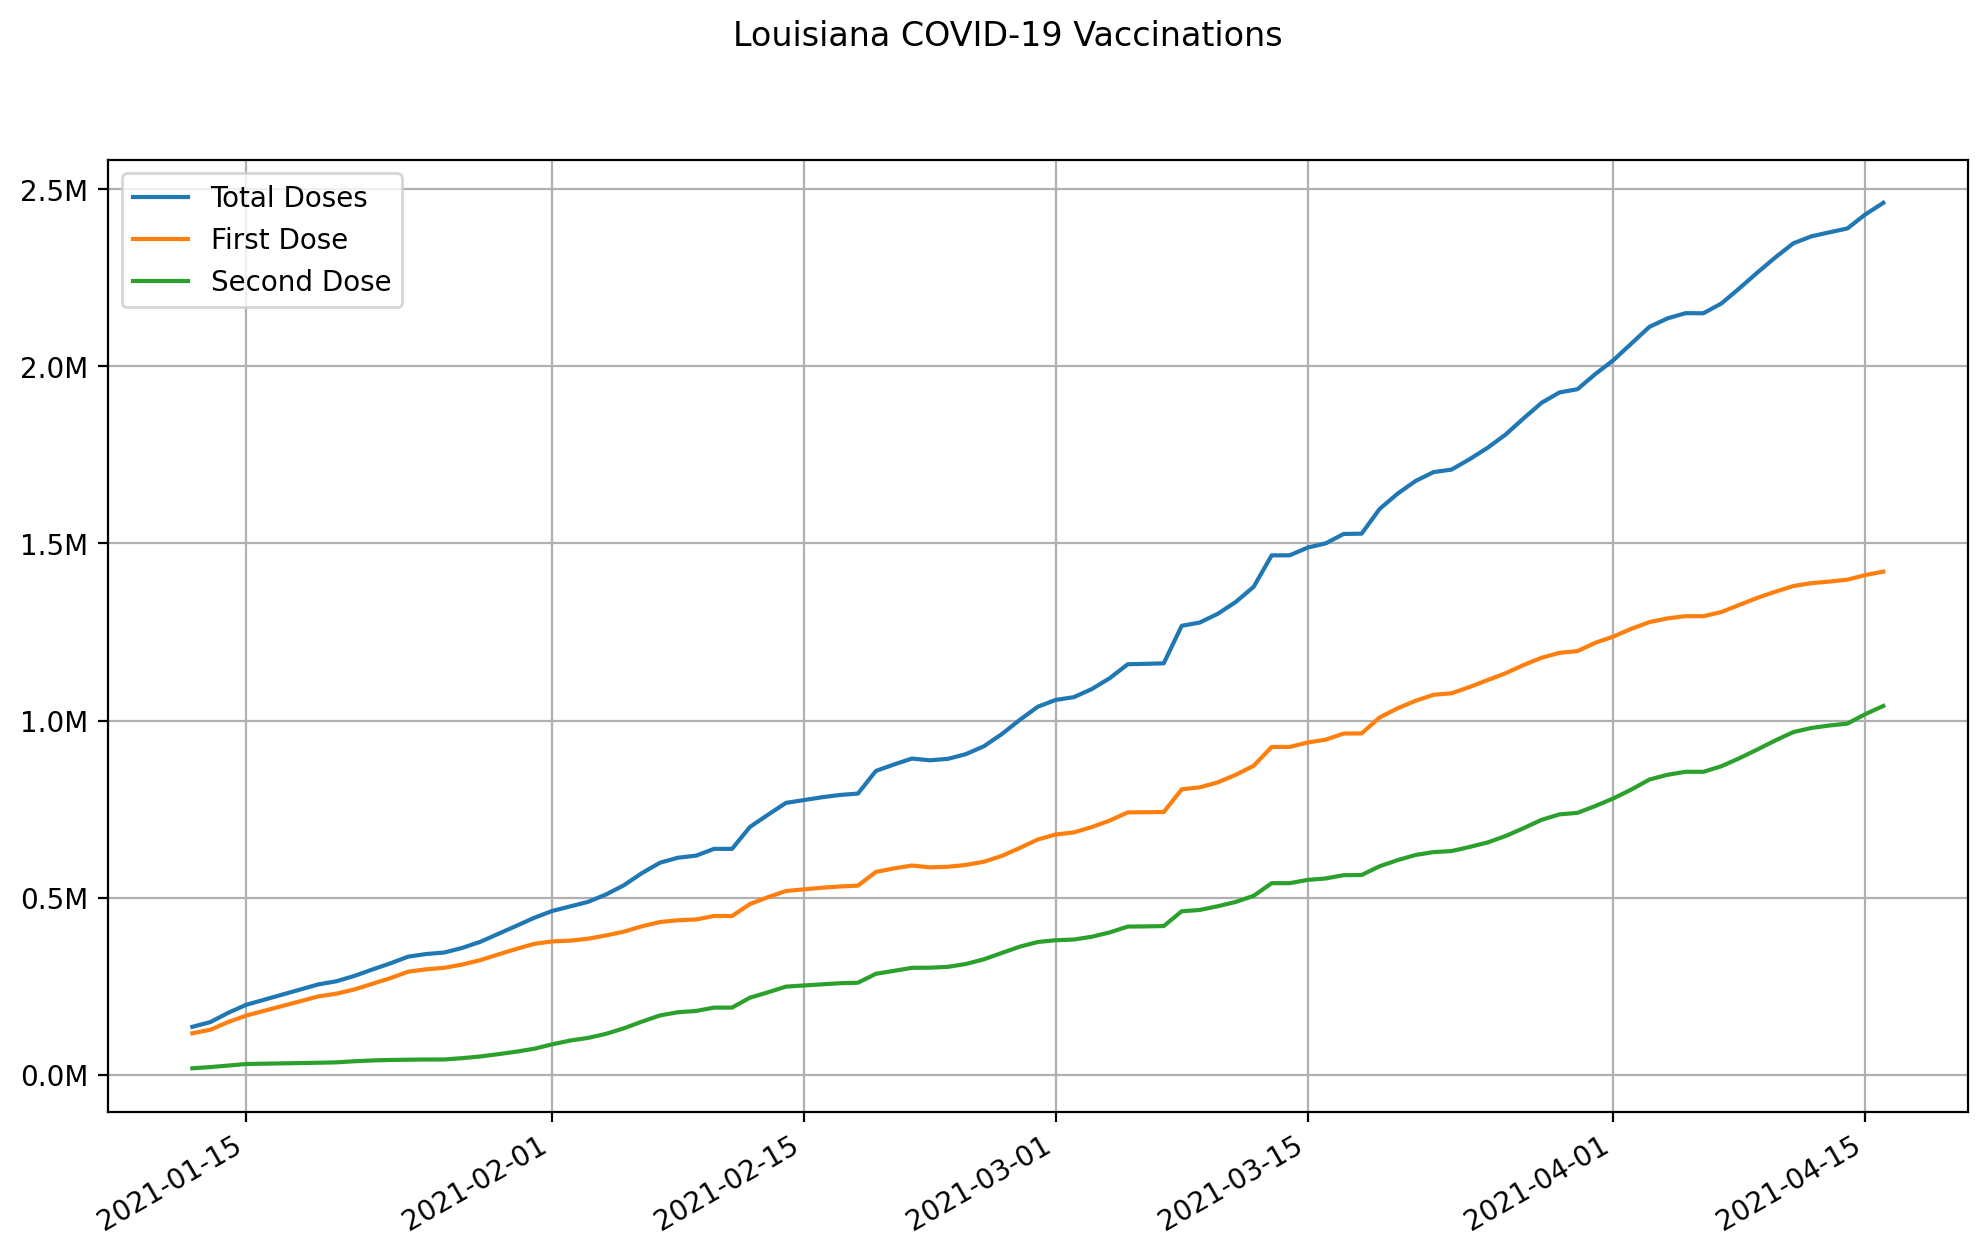 Louisiana COVID-19 Vaccinations
2.5M
2.0M
1.5M
1.0M
0.5M
0.0M
Total Doses
First Dose
Second Dose
2021-01-15
2021-02-01
2021-02-15
2021-03-01
2021-03-15
2021-04-01
2021-04-15